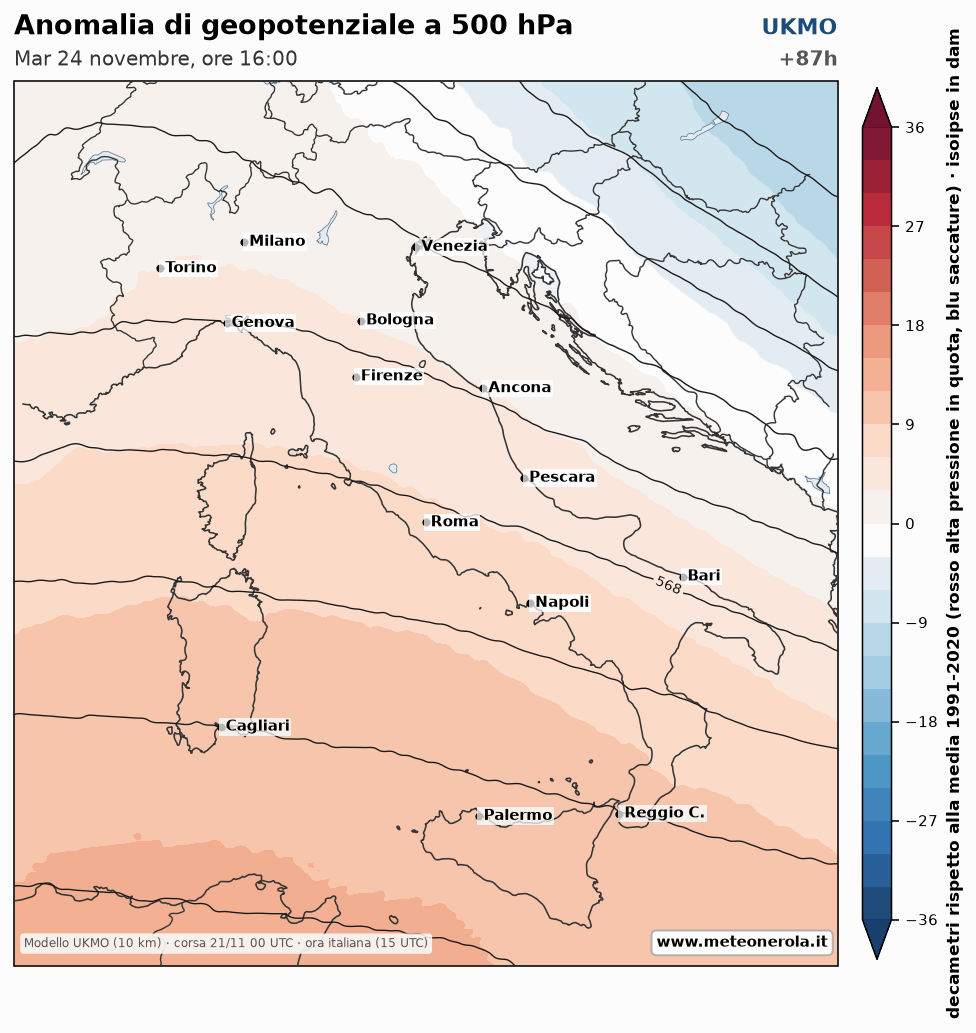 Anomalia di geopotenziale a 500 hPa
UKMO
Mar 24 novembre, ore 16:00
+87h
Milano
Venezia
Torino
Genova
Bologna
Firenze
Ancona
Pescara
Roma
Bari
568
Napoli
Cagliari
Palermo
Reggio C.
Modello UKMO (10 km) · corsa 21/11 00 UTC · ora italiana (15 UTC)
www.meteonerola.it
36
27
18
9
0
−9
−18
−27
−36
decametri rispetto alla media 1991-2020 (rosso alta pressione in quota, blu saccature) · isoipse in dam